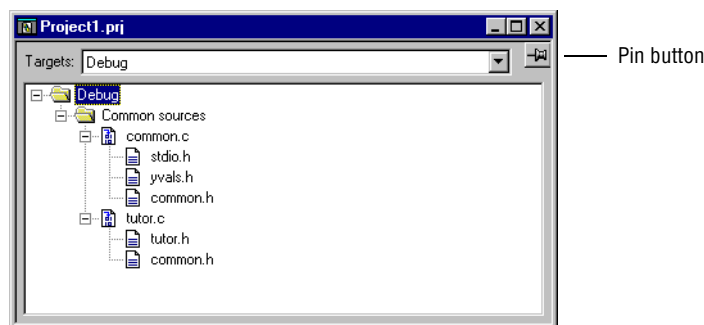 Project1.prj
Targets: Debug
Pin button
Debug
Common sources
common.c
stdio.h
yvals.h
common.h
tutor.c
tutor.h
common.h